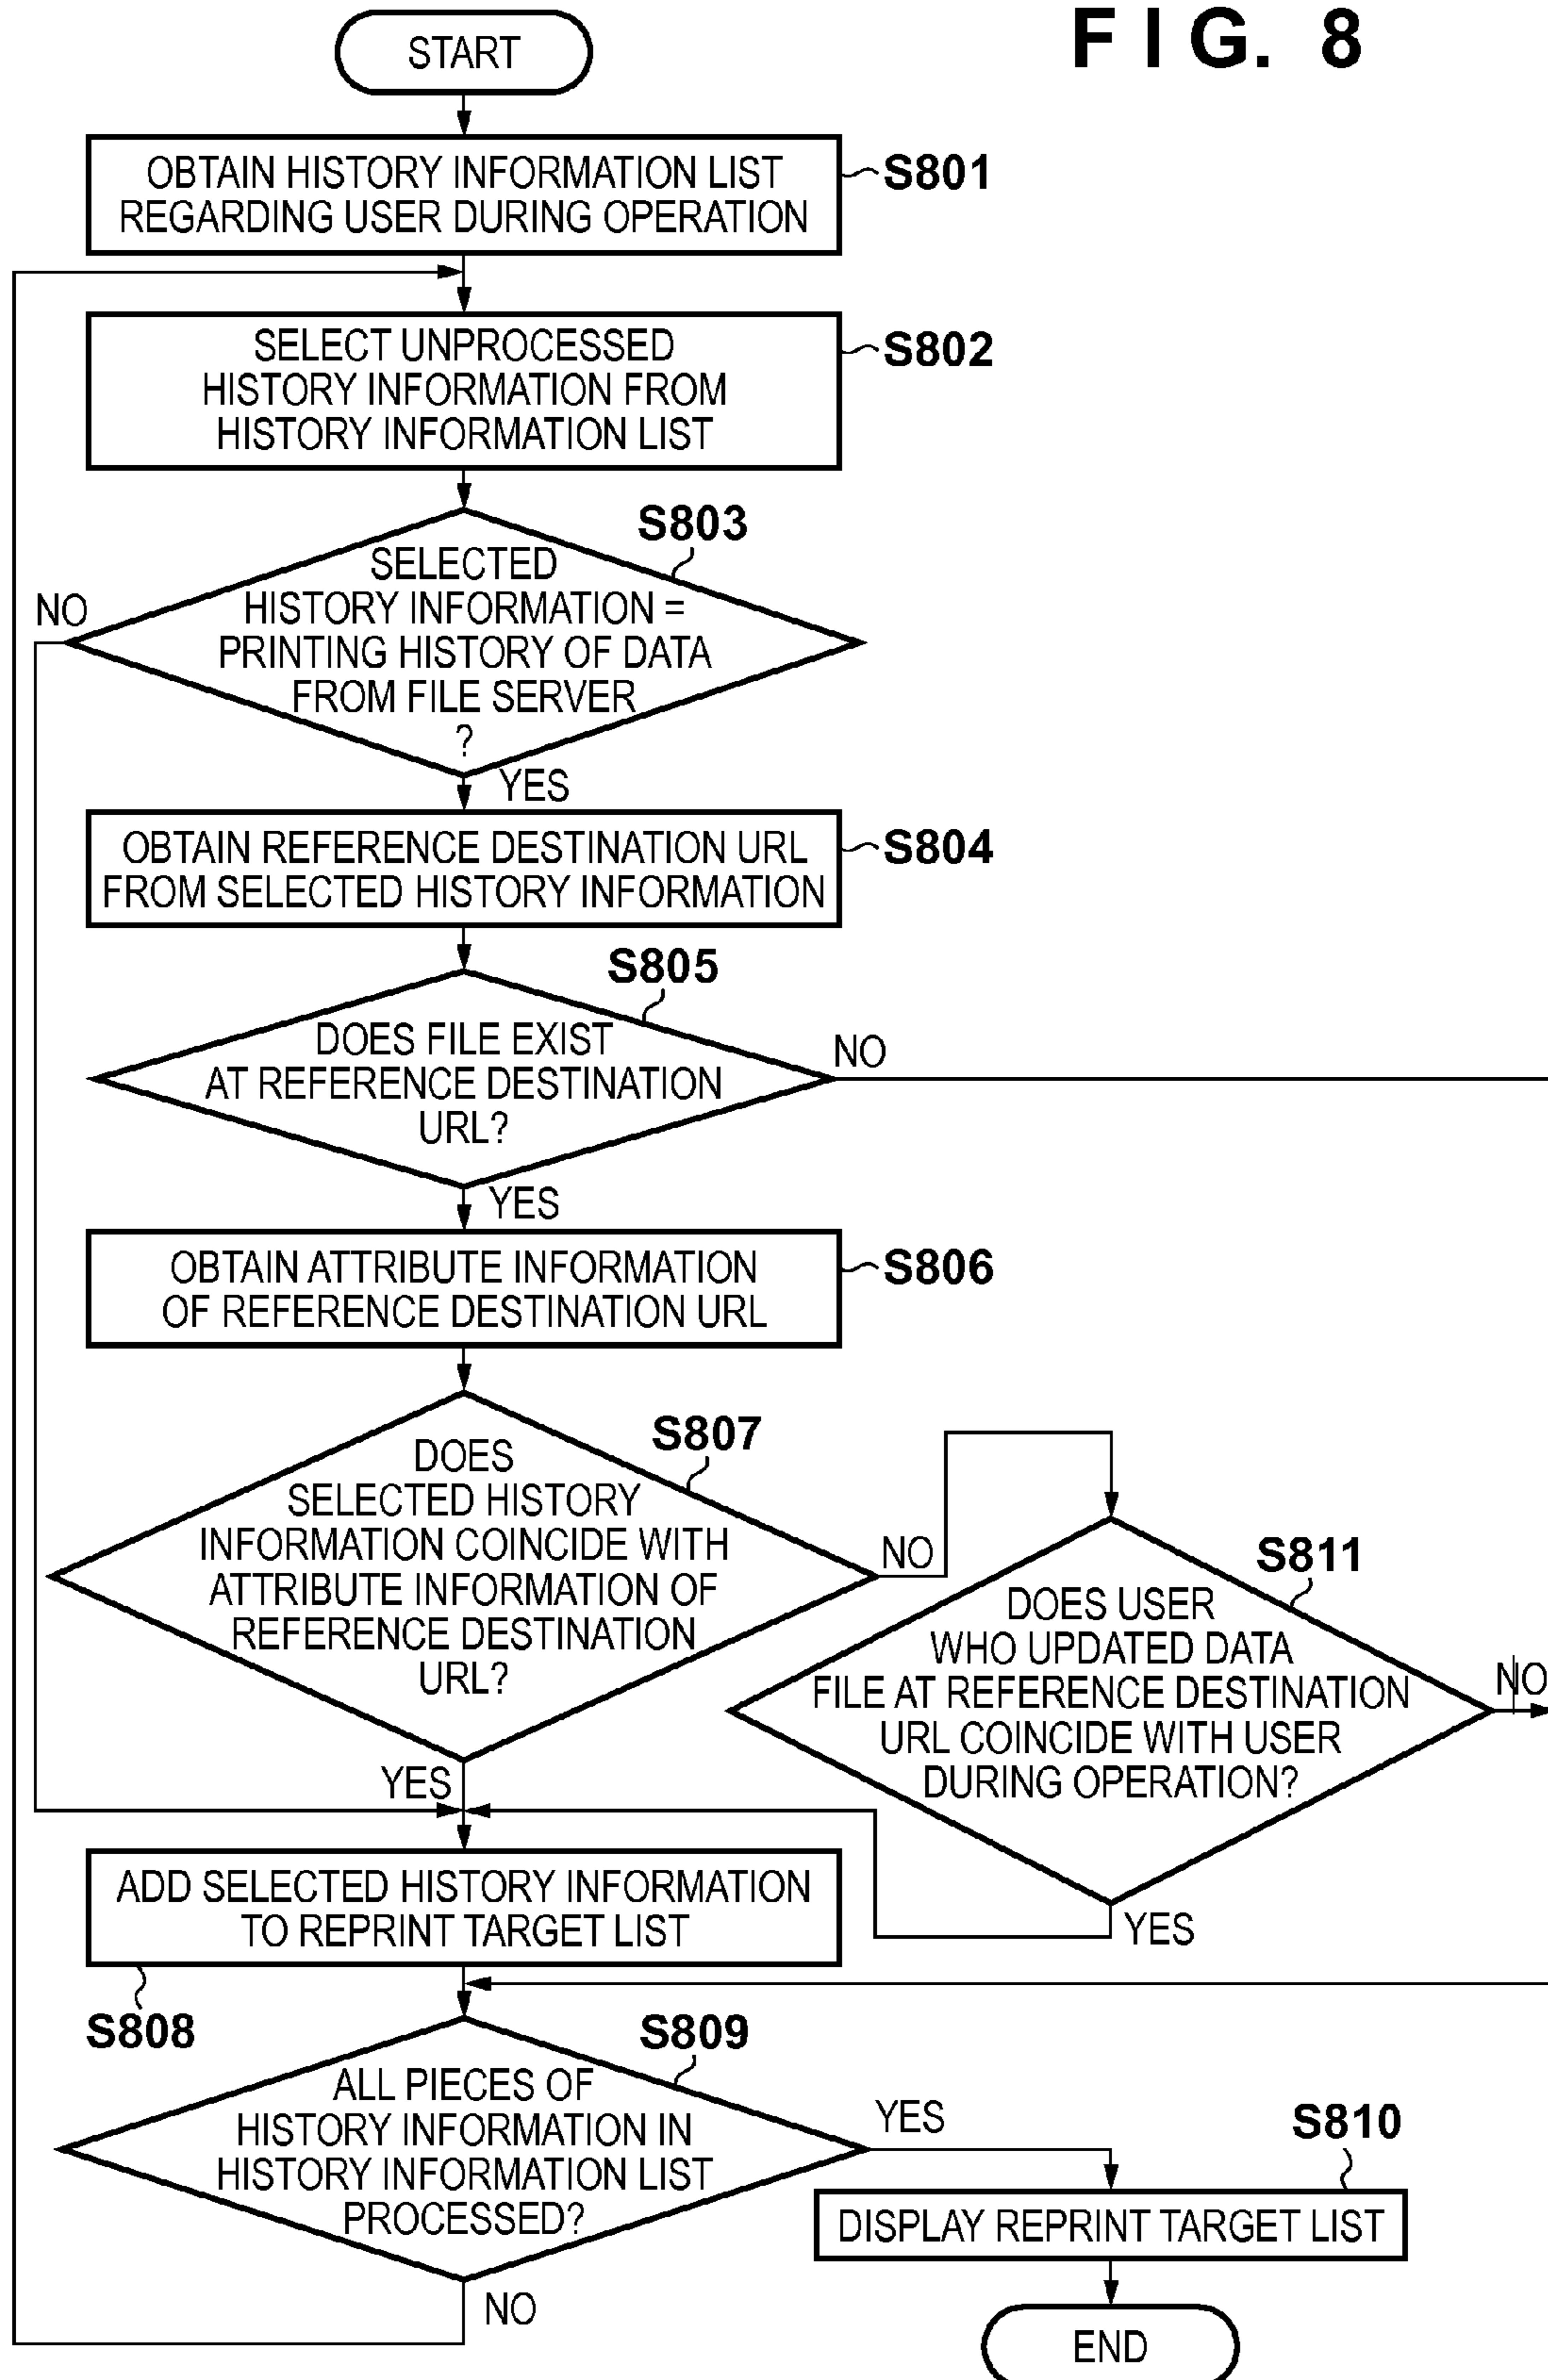 FIG. 8
START
OBTAIN HISTORY INFORMATION LIST
REGARDING USER DURING OPERATION
S801
SELECT UNPROCESSED
HISTORY INFORMATION FROM
HISTORY INFORMATION LIST
S802
S803
SELECTED
HISTORY INFORMATION =
PRINTING HISTORY OF DATA
FROM FILE SERVER
?
NO
YES
OBTAIN REFERENCE DESTINATION URL
FROM SELECTED HISTORY INFORMATION
S804
S805
DOES FILE EXIST
AT REFERENCE DESTINATION
URL?
NO
YES
OBTAIN ATTRIBUTE INFORMATION
OF REFERENCE DESTINATION URL
S806
S807
DOES
SELECTED HISTORY
INFORMATION COINCIDE WITH
ATTRIBUTE INFORMATION OF
REFERENCE DESTINATION
URL?
NO
YES
S811
DOES USER
WHO UPDATED DATA
FILE AT REFERENCE DESTINATION
URL COINCIDE WITH USER
DURING OPERATION?
NO
YES
ADD SELECTED HISTORY INFORMATION
TO REPRINT TARGET LIST
S808
S809
ALL PIECES OF
HISTORY INFORMATION IN
HISTORY INFORMATION LIST
PROCESSED?
YES
NO
S810
DISPLAY REPRINT TARGET LIST
END